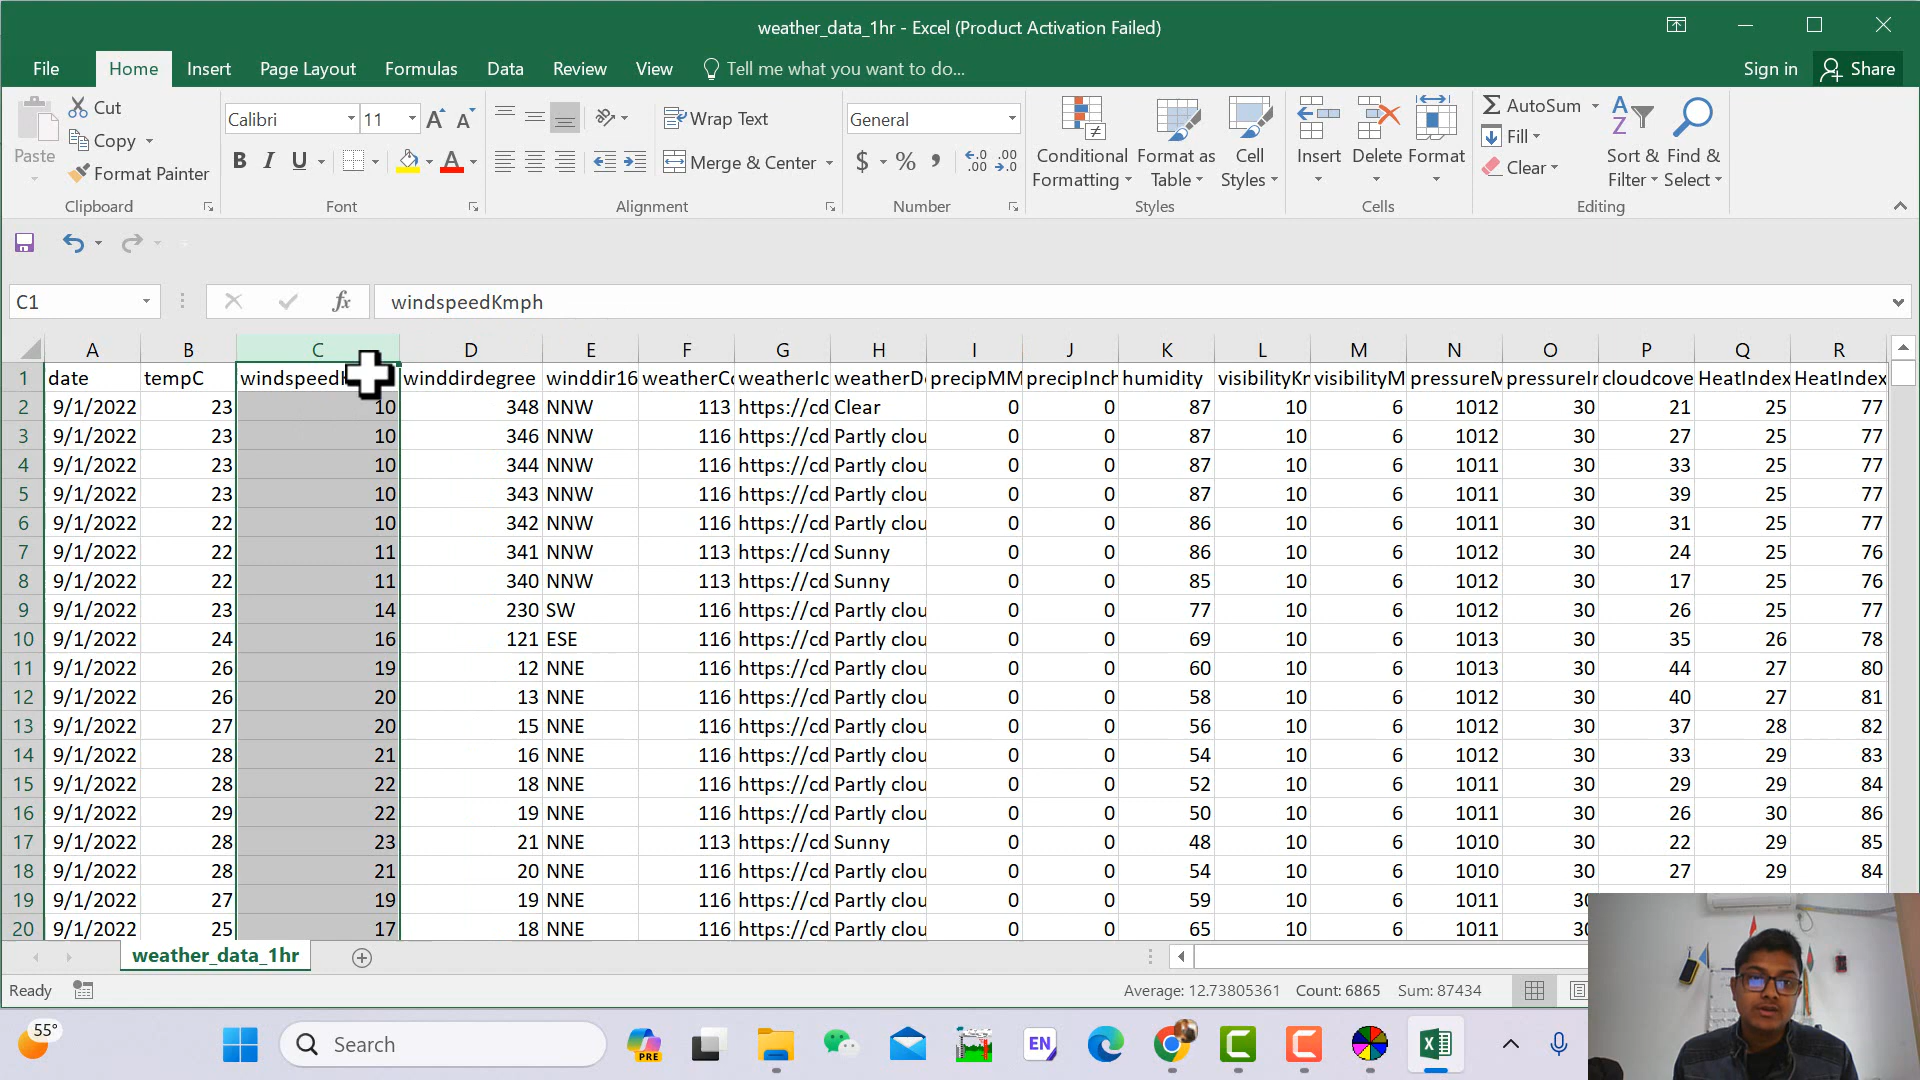 weather_data_1hr - Excel (Product Activation Failed)
File Home Insert Page Layout Formulas Data Review View Tell me what you want to do... Sign in Share
Paste Cut Copy Format Painter Clipboard
Calibri 11 B I U A Font
Wrap Text Merge & Center Alignment
General $ % , Number
Conditional Formatting Format as Table Cell Styles Styles
Insert Delete Format Cells
AutoSum Fill Clear Sort & Filter Find & Select Editing
C1 fx windspeedKmph
A B C D E F G H I J K L M N O P Q R
1 date tempC windspeedK winddirdegree winddir16 weatherCo weatherIc weatherDe precipMM precipInch humidity visibilityKm visibilityM pressureM pressureIn cloudcove HeatIndex HeatIndex
2 9/1/2022 23 10 348 NNW 113 https://cd Clear 0 0 87 10 6 1012 30 21 25 77
3 9/1/2022 23 10 346 NNW 116 https://cd Partly clou 0 0 87 10 6 1012 30 27 25 77
4 9/1/2022 23 10 344 NNW 116 https://cd Partly clou 0 0 87 10 6 1011 30 33 25 77
5 9/1/2022 23 10 343 NNW 116 https://cd Partly clou 0 0 87 10 6 1011 30 39 25 77
6 9/1/2022 22 10 342 NNW 116 https://cd Partly clou 0 0 86 10 6 1011 30 31 25 77
7 9/1/2022 22 11 341 NNW 113 https://cd Sunny 0 0 86 10 6 1012 30 24 25 76
8 9/1/2022 22 11 340 NNW 113 https://cd Sunny 0 0 85 10 6 1012 30 17 25 76
9 9/1/2022 23 14 230 SW 116 https://cd Partly clou 0 0 77 10 6 1012 30 26 25 77
10 9/1/2022 24 16 121 ESE 116 https://cd Partly clou 0 0 69 10 6 1013 30 35 26 78
11 9/1/2022 26 19 12 NNE 116 https://cd Partly clou 0 0 60 10 6 1013 30 44 27 80
12 9/1/2022 26 20 13 NNE 116 https://cd Partly clou 0 0 58 10 6 1012 30 40 27 81
13 9/1/2022 27 20 15 NNE 116 https://cd Partly clou 0 0 56 10 6 1012 30 37 28 82
14 9/1/2022 28 21 16 NNE 116 https://cd Partly clou 0 0 54 10 6 1012 30 33 29 83
15 9/1/2022 28 22 18 NNE 116 https://cd Partly clou 0 0 52 10 6 1011 30 29 29 84
16 9/1/2022 29 22 19 NNE 116 https://cd Partly clou 0 0 50 10 6 1011 30 26 30 86
17 9/1/2022 28 23 21 NNE 113 https://cd Sunny 0 0 48 10 6 1010 30 22 29 85
18 9/1/2022 28 21 20 NNE 116 https://cd Partly clou 0 0 54 10 6 1010 30 27 29 84
19 9/1/2022 27 19 19 NNE 116 https://cd Partly clou 0 0 59 10 6 1011 30
20 9/1/2022 25 17 18 NNE 116 https://cd Partly clou 0 0 65 10 6 1011 30
weather_data_1hr
Ready Average: 12.73805361 Count: 6865 Sum: 87434
55° Search PRE EN